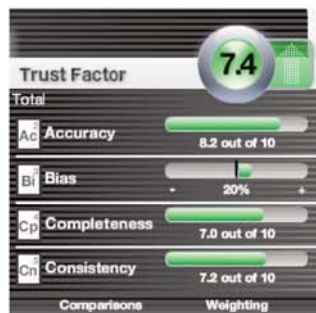 7.4
Trust Factor
Total
Ac Accuracy
8.2 out of 10
Bi Bias
- 20% +
Cp Completeness
7.0 out of 10
Cn Consistency
7.2 out of 10
Comparisons Weighting